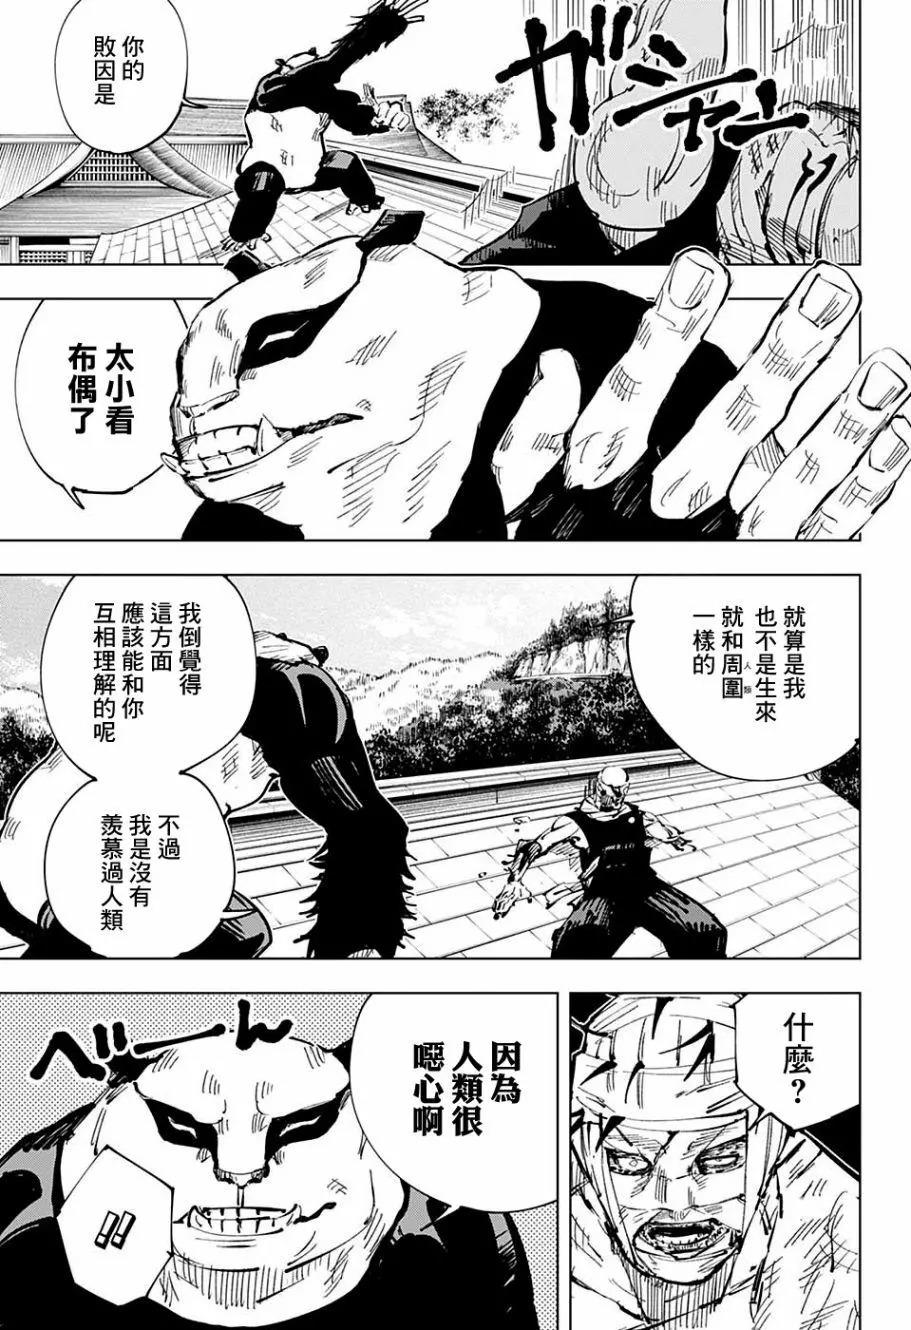 ガシャン
你的
敗因是
太小看
布偶了
就算是我
也不是生來
就和周圍
人類
一樣的
我倒覺得
這方面
應該能和你
互相理解的呢
不過
我是沒有
羨慕過人類
什麼?
因為
人類很
噁心啊
べーーん
!!